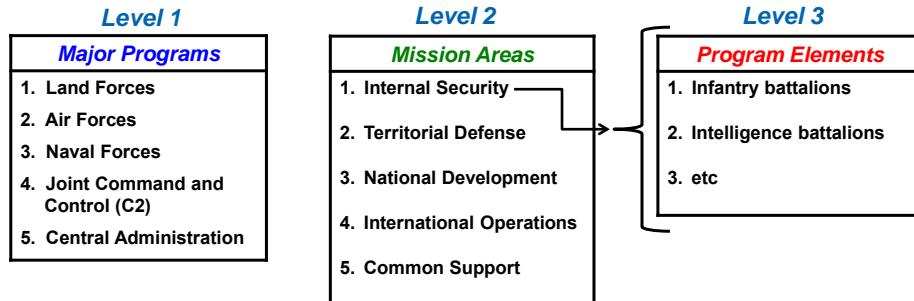 Level 1
Major Programs
1. Land Forces
2. Air Forces
3. Naval Forces
4. Joint Command and
Control (C2)
5. Central Administration
Level 2
Mission Areas
1. Internal Security
2. Territorial Defense
3. National Development
4. International Operations
5. Common Support
Level 3
Program Elements
1. Infantry battalions
2. Intelligence battalions
3. etc